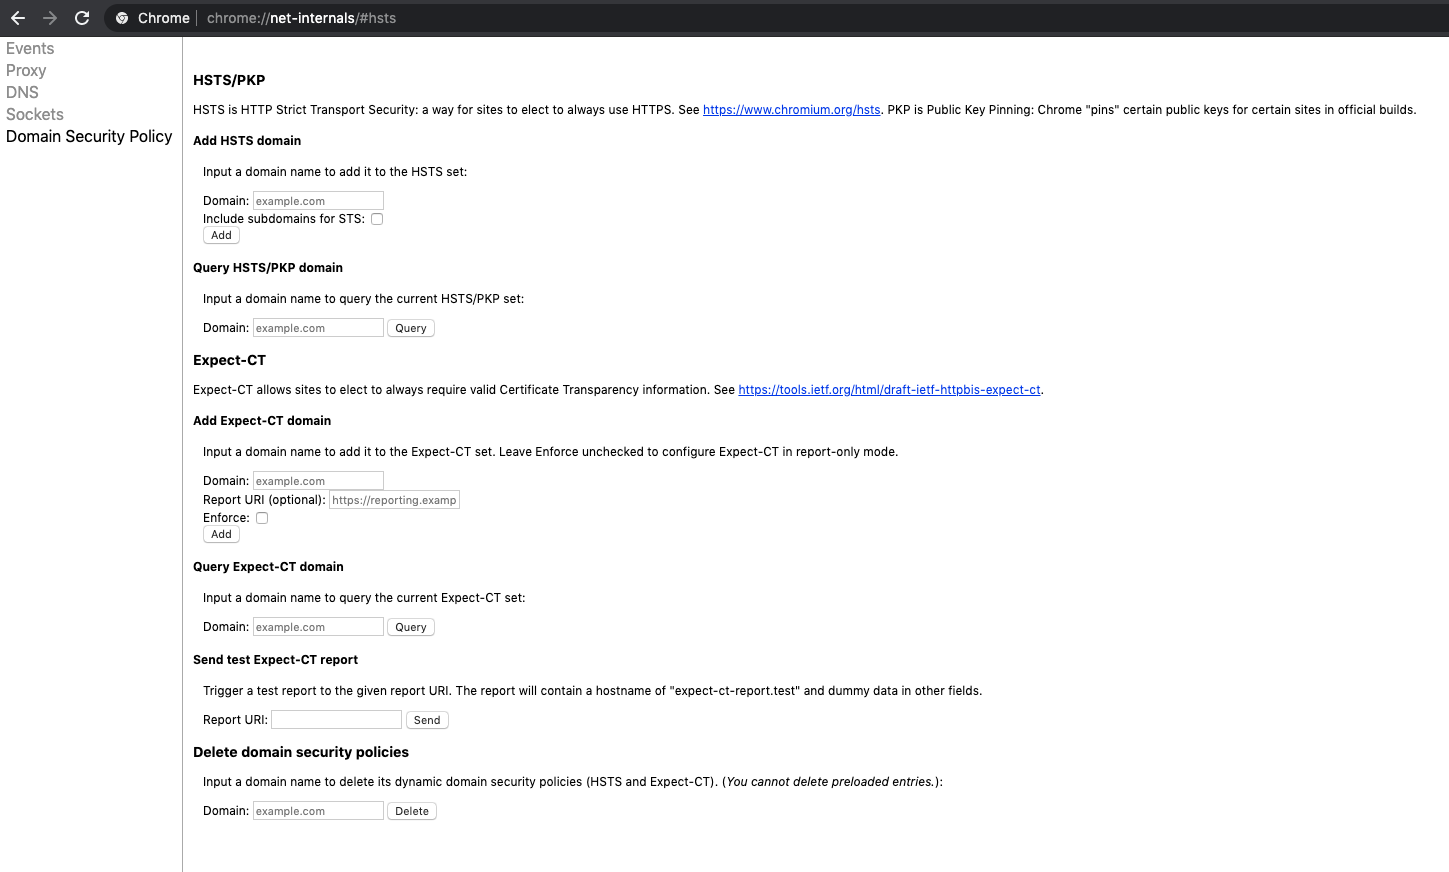 Chrome | chrome://net-internals/#hsts
Events
Proxy
DNS
Sockets
Domain Security Policy
HSTS/PKP
HSTS is HTTP Strict Transport Security: a way for sites to elect to always use HTTPS. See https://www.chromium.org/hsts. PKP is Public Key Pinning: Chrome "pins" certain public keys for certain sites in official builds.
Add HSTS domain
Input a domain name to add it to the HSTS set:
Domain: example.com
Include subdomains for STS:
Add
Query HSTS/PKP domain
Input a domain name to query the current HSTS/PKP set:
Domain: example.com Query
Expect-CT
Expect-CT allows sites to elect to always require valid Certificate Transparency information. See https://tools.ietf.org/html/draft-ietf-httpbis-expect-ct.
Add Expect-CT domain
Input a domain name to add it to the Expect-CT set. Leave Enforce unchecked to configure Expect-CT in report-only mode.
Domain: example.com
Report URI (optional): https://reporting.examp
Enforce:
Add
Query Expect-CT domain
Input a domain name to query the current Expect-CT set:
Domain: example.com Query
Send test Expect-CT report
Trigger a test report to the given report URI. The report will contain a hostname of "expect-ct-report.test" and dummy data in other fields.
Report URI: Send
Delete domain security policies
Input a domain name to delete its dynamic domain security policies (HSTS and Expect-CT). (You cannot delete preloaded entries.):
Domain: example.com Delete